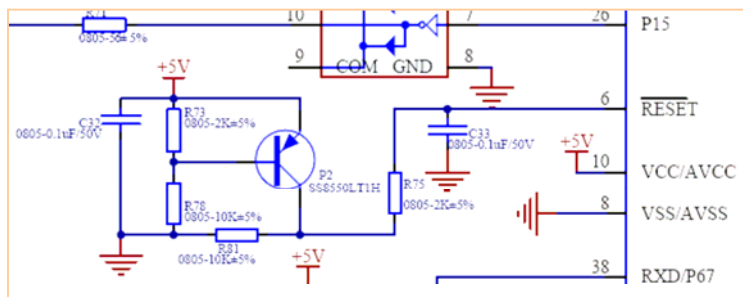 R71
10
7
26
P15
0805-56±5%
9
COM GND
8
+5V
6
RESET
C32
0805-0.1uF/50V
R73
0805-2K±5%
C33
0805-0.1uF/50V
+5V
10
VCC/AVCC
P2
SS8550LT1H
R75
0805-2K±5%
R78
0805-10K±5%
8
VSS/AVSS
R81
0805-10K±5%
+5V
38
RXD/P67